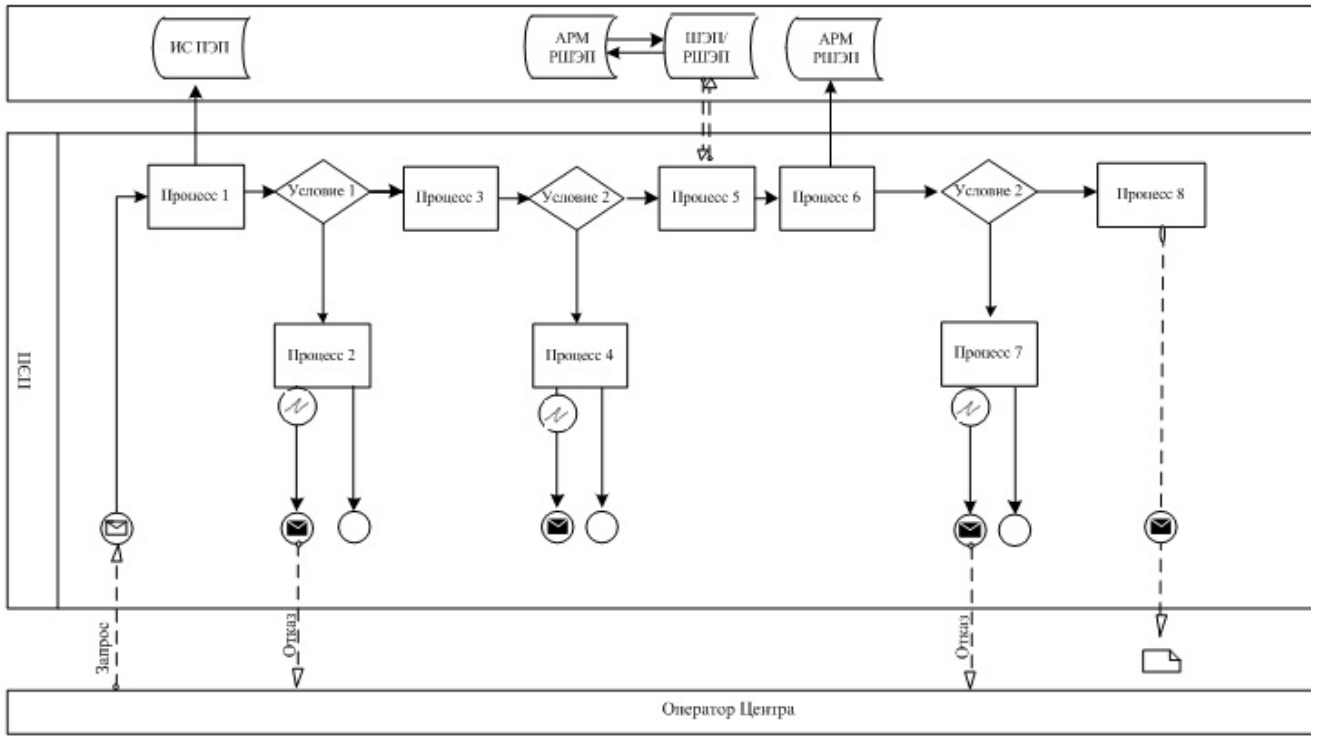 ИС ПЭП
АРМ
РШЭП
ШЭП/
РШЭП
АРМ
РШЭП
ПЭП
Процесс 1
Условие 1
Процесс 3
Условие 2
Процесс 5
Процесс 6
Условие 2
Процесс 8
Процесс 2
Процесс 4
Процесс 7
Запрос
Отказ
Отказ
Оператор Центра